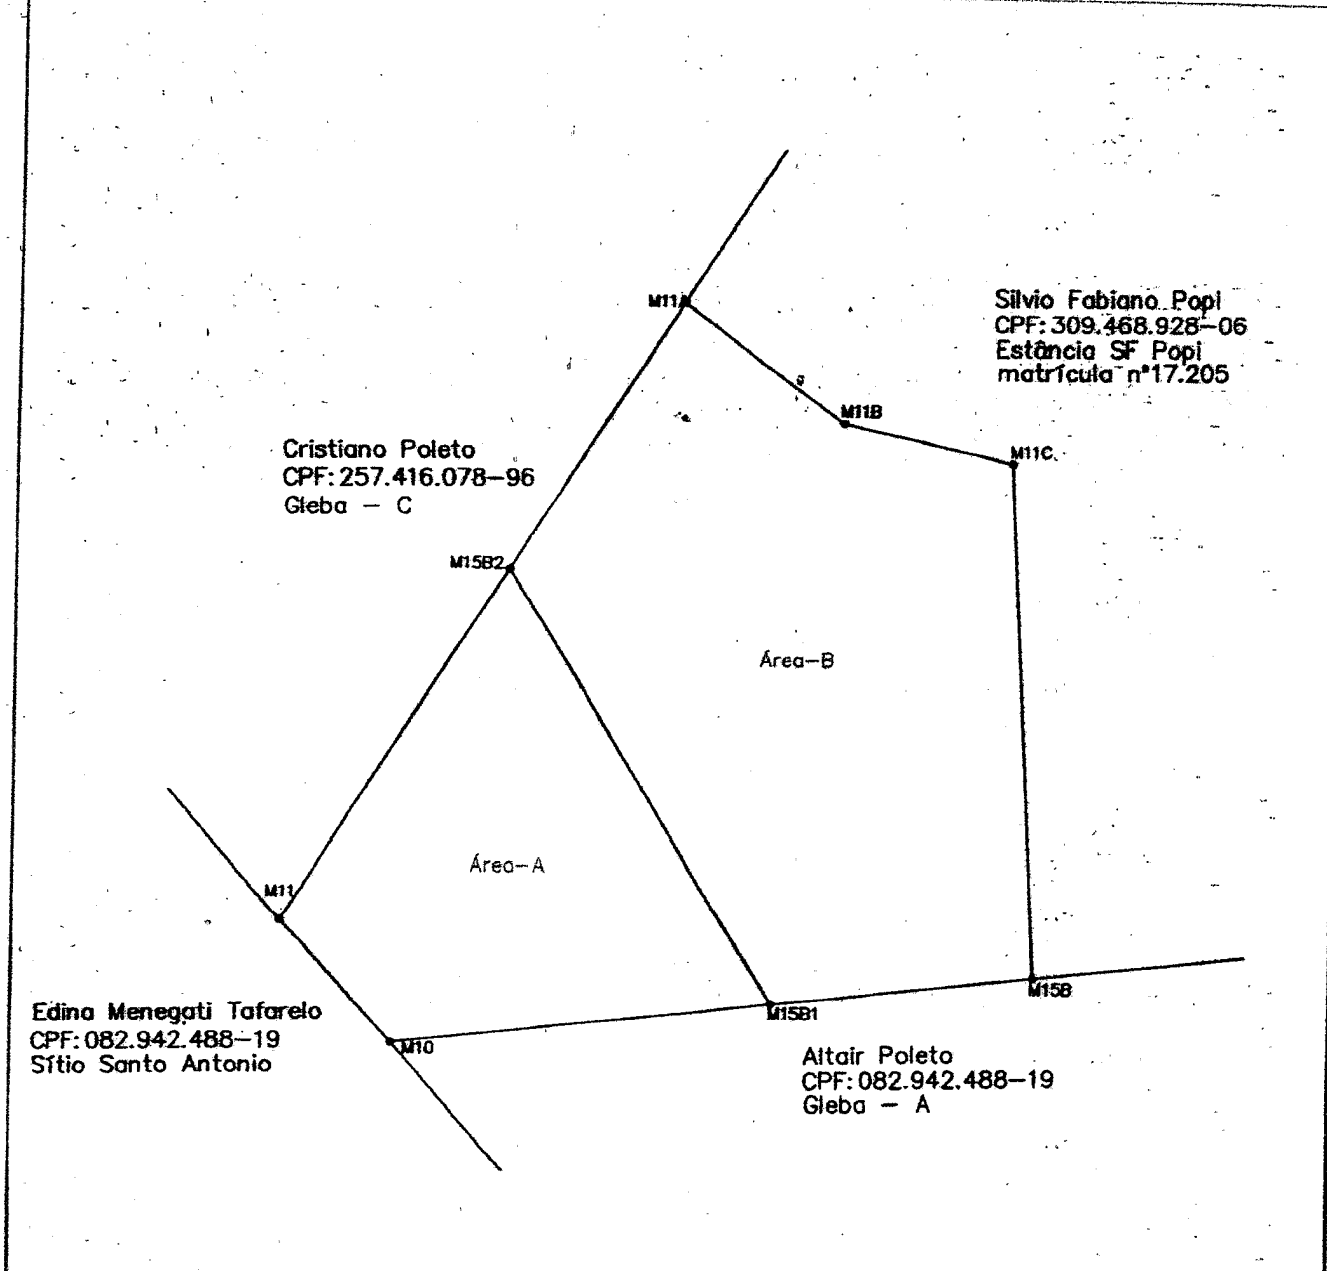 M11
Silvio Fabiano Popi
CPF: 309.468.928-06
Estância SF Popi
matrícula n°17.205
M11B
M11C
Cristiano Poleto
CPF: 257.416.078-96
Gleba - C
M15B2
Área-B
Área-A
M11
Edina Menegati Tafarelo
CPF: 082.942.488-19
Sítio Santo Antonio
M10
M15B1
M15B
Altair Poleto
CPF: 082.942.488-19
Gleba - A